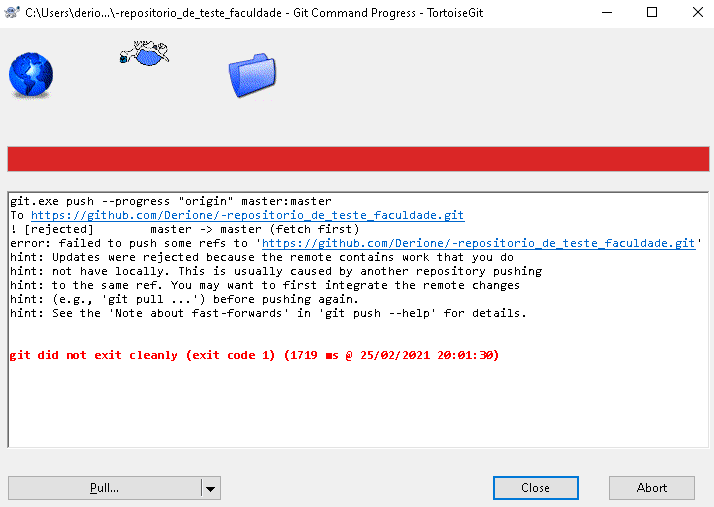 C:\Users\derio...\-repositorio_de_teste_faculdade - Git Command Progress - TortoiseGit
git.exe push --progress "origin" master:master
To https://github.com/Derione/-repositorio_de_teste_faculdade.git
! [rejected]        master -> master (fetch first)
error: failed to push some refs to 'https://github.com/Derione/-repositorio_de_teste_faculdade.git'
hint: Updates were rejected because the remote contains work that you do
hint: not have locally. This is usually caused by another repository pushing
hint: to the same ref. You may want to first integrate the remote changes
hint: (e.g., 'git pull ...') before pushing again.
hint: See the 'Note about fast-forwards' in 'git push --help' for details.
git did not exit cleanly (exit code 1) (1719 ms @ 25/02/2021 20:01:30)
Pull...
Close
Abort